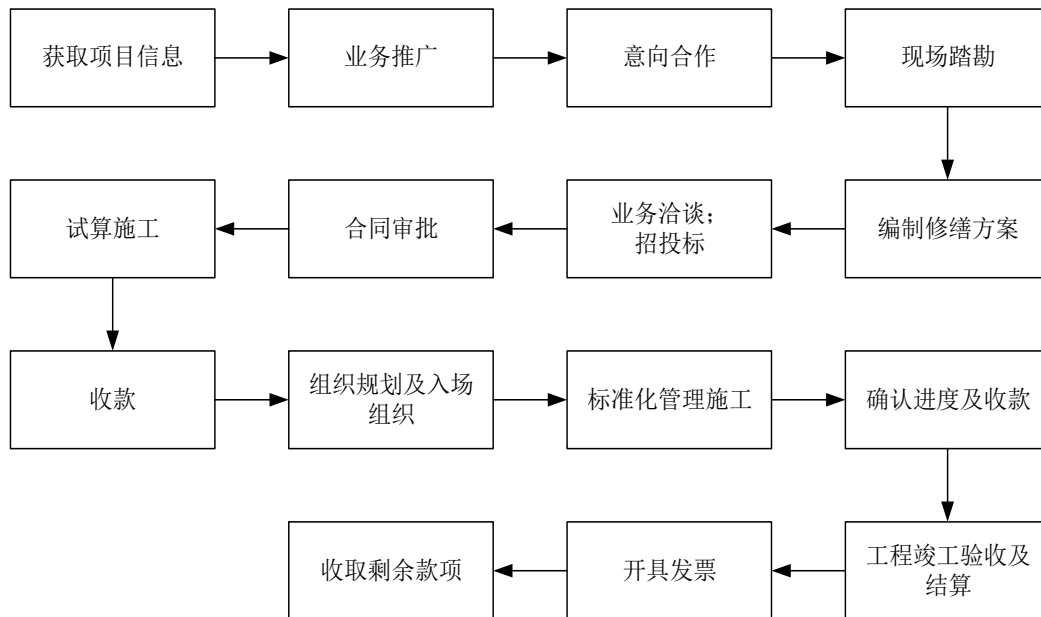 获取项目信息
业务推广
意向合作
现场踏勘
试算施工
合同审批
业务洽谈；
招投标
编制修缮方案
收款
组织规划及入场
组织
标准化管理施工
确认进度及收款
收取剩余款项
开具发票
工程竣工验收及
结算